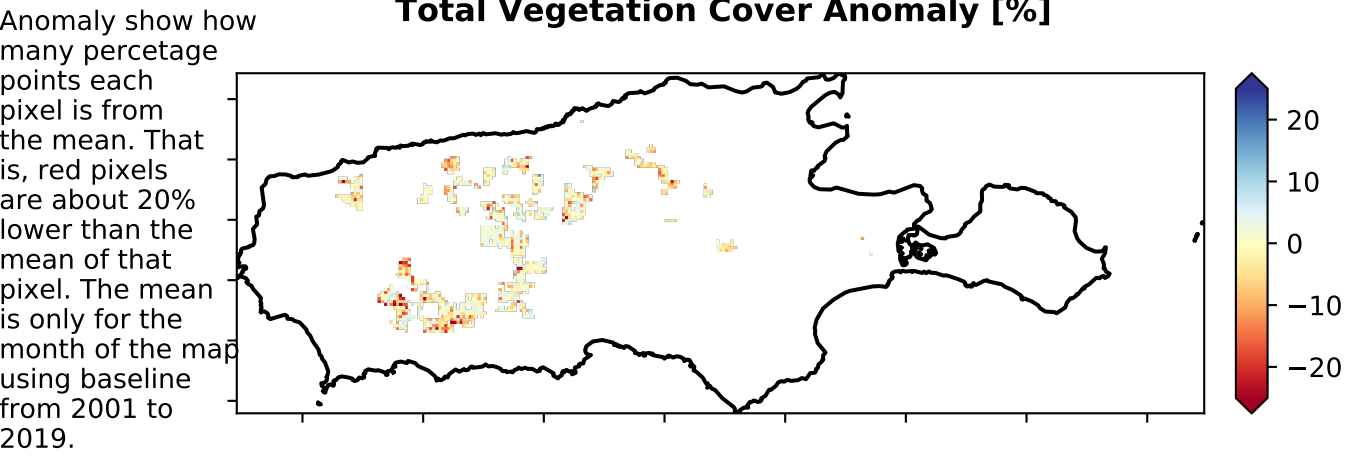 Total Vegetation Cover Anomaly [%]
Anomaly show how
many percetage
points each
pixel is from
the mean. That
is, red pixels
are about 20%
lower than the
mean of that
pixel. The mean
is only for the
month of the map
using baseline
from 2001 to
2019.
20
10
0
−10
−20